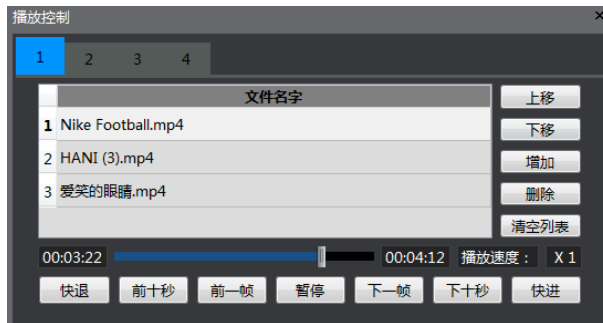 播放控制 ×
1 2 3 4
文件名字
上移
1 Nike Football.mp4
下移
2 HANI (3).mp4
增加
3 爱笑的眼睛.mp4
删除
清空列表
00:03:22 00:04:12 播放速度： X 1
快退 前十秒 前一帧 暂停 下一帧 下十秒 快进